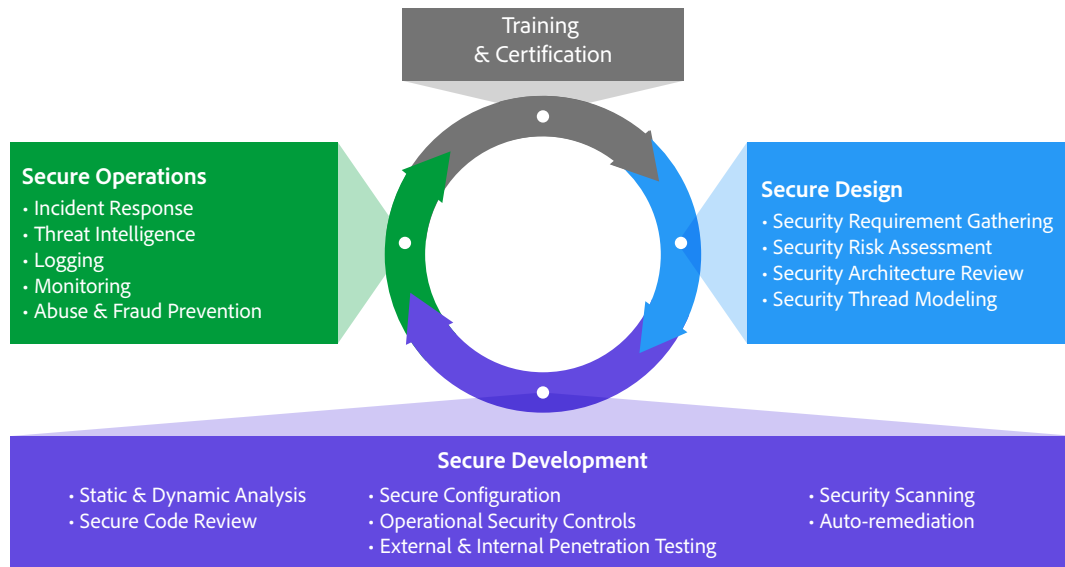 Training
& Certification
Secure Operations
• Incident Response
• Threat Intelligence
• Logging
• Monitoring
• Abuse & Fraud Prevention
Secure Design
• Security Requirement Gathering
• Security Risk Assessment
• Security Architecture Review
• Security Thread Modeling
Secure Development
• Static & Dynamic Analysis
• Secure Code Review
• Secure Configuration
• Operational Security Controls
• External & Internal Penetration Testing
• Security Scanning
• Auto-remediation